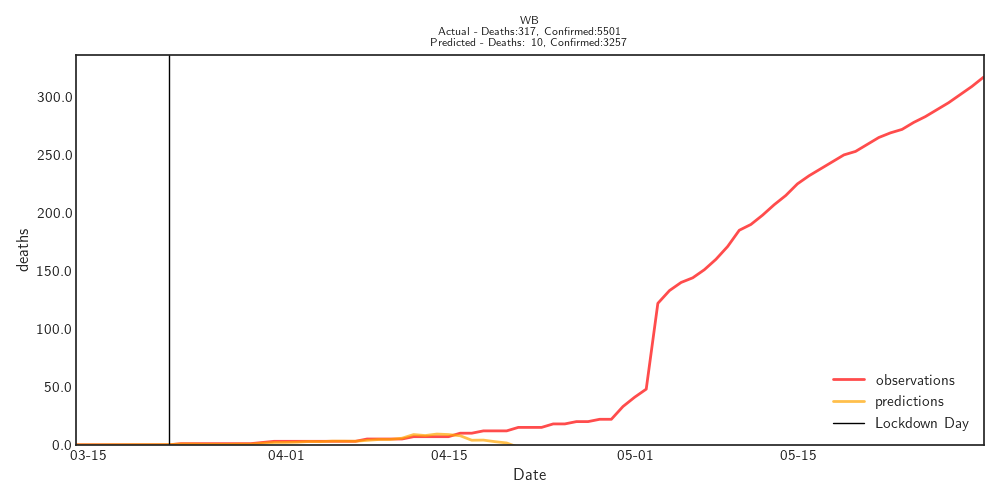 WB
Actual - Deaths:317, Confirmed:5501
Predicted - Deaths: 10, Confirmed:3257
300.0
250.0
200.0
150.0
100.0
50.0
0.0
deaths
observations
predictions
Lockdown Day
03-15
04-01
04-15
05-01
05-15
Date